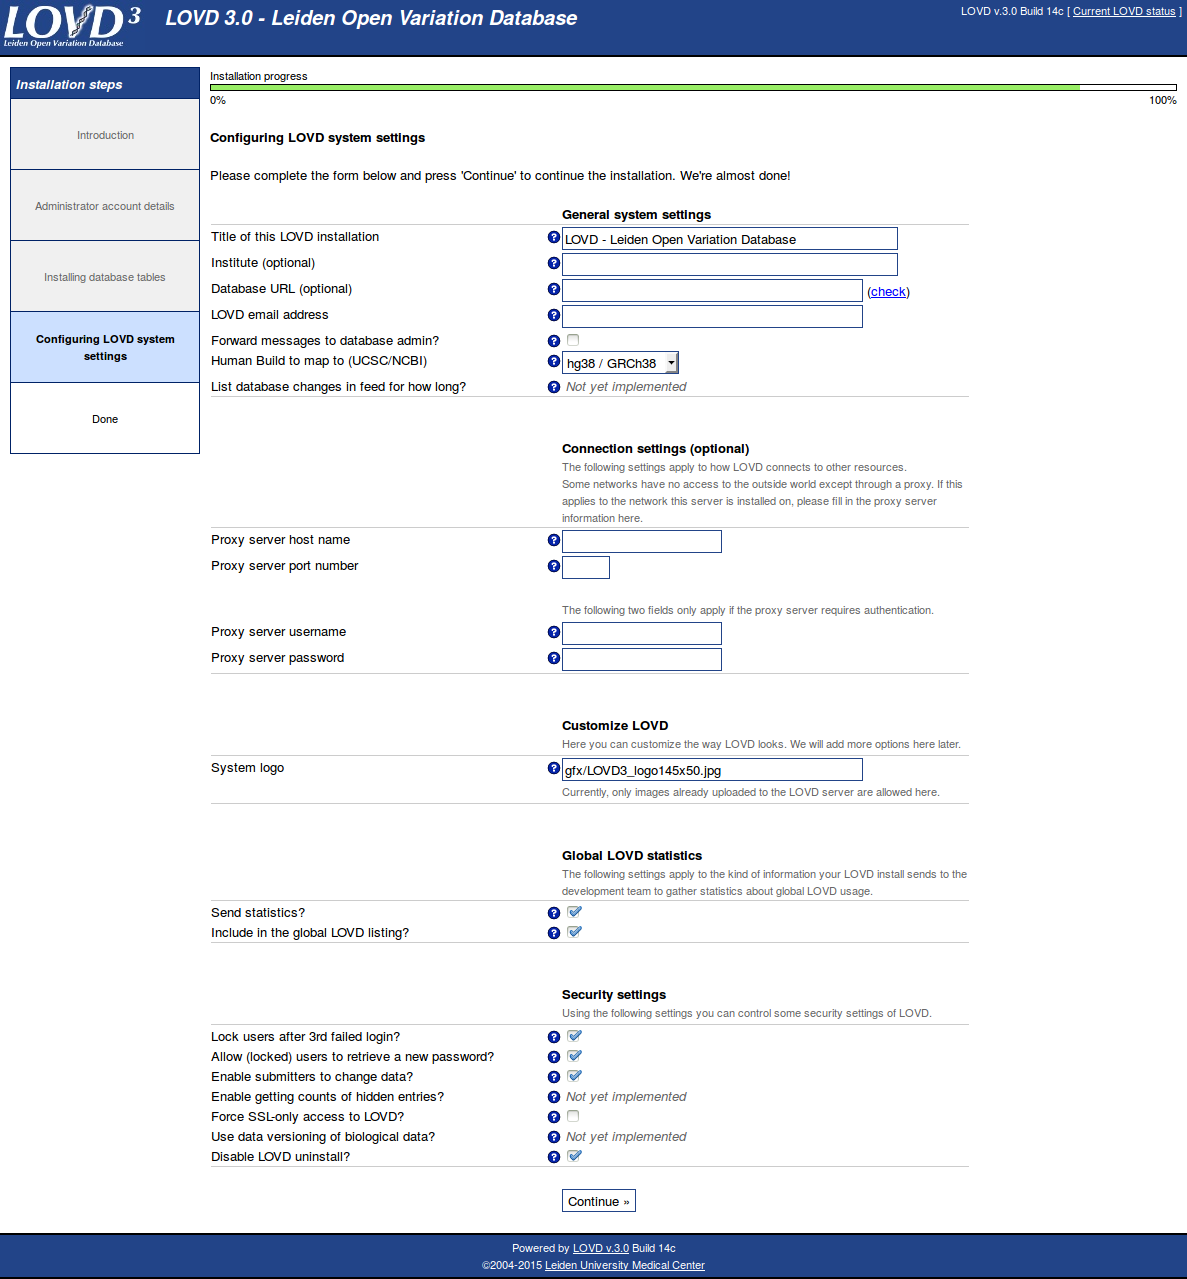 LOVD 3
Leiden Open Variation Database
LOVD 3.0 - Leiden Open Variation Database
LOVD v.3.0 Build 14c [ Current LOVD status ]
Installation steps
Introduction
Administrator account details
Installing database tables
Configuring LOVD system
settings
Done
Installation progress
0% 100%
Configuring LOVD system settings
Please complete the form below and press 'Continue' to continue the installation. We're almost done!
General system settings
Title of this LOVD installation ? LOVD - Leiden Open Variation Database
Institute (optional) ?
Database URL (optional) ? (check)
LOVD email address ?
Forward messages to database admin? ?
Human Build to map to (UCSC/NCBI) ? hg38 / GRCh38
List database changes in feed for how long? ? Not yet implemented
Connection settings (optional)
The following settings apply to how LOVD connects to other resources.
Some networks have no access to the outside world except through a proxy. If this
applies to the network this server is installed on, please fill in the proxy server
information here.
Proxy server host name ?
Proxy server port number ?
The following two fields only apply if the proxy server requires authentication.
Proxy server username ?
Proxy server password ?
Customize LOVD
Here you can customize the way LOVD looks. We will add more options here later.
System logo ? gfx/LOVD3_logo145x50.jpg
Currently, only images already uploaded to the LOVD server are allowed here.
Global LOVD statistics
The following settings apply to the kind of information your LOVD install sends to the
development team to gather statistics about global LOVD usage.
Send statistics? ?
Include in the global LOVD listing? ?
Security settings
Using the following settings you can control some security settings of LOVD.
Lock users after 3rd failed login? ?
Allow (locked) users to retrieve a new password? ?
Enable submitters to change data? ?
Enable getting counts of hidden entries? ? Not yet implemented
Force SSL-only access to LOVD? ?
Use data versioning of biological data? ? Not yet implemented
Disable LOVD uninstall? ?
Continue »
Powered by LOVD v.3.0 Build 14c
©2004-2015 Leiden University Medical Center